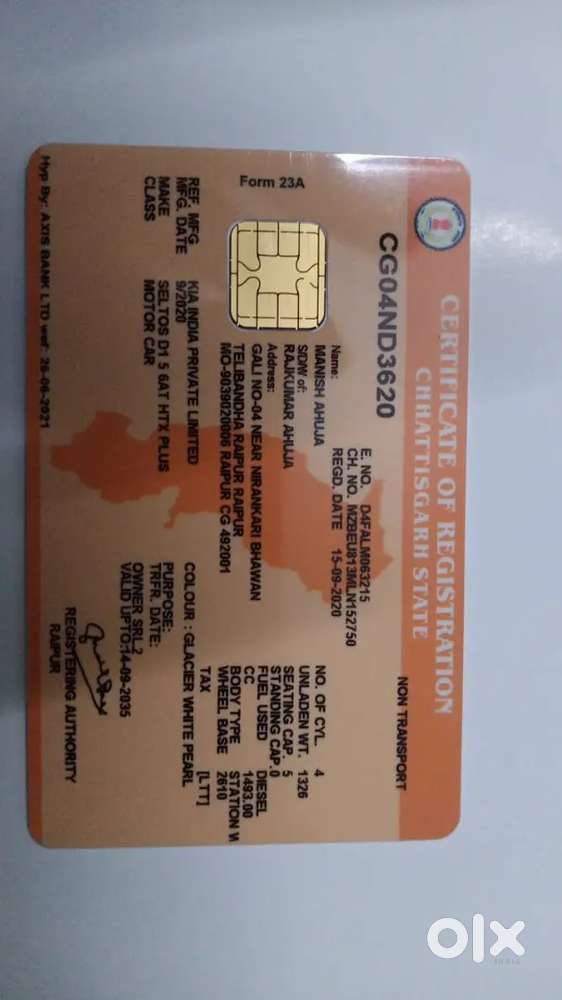 CERTIFICATE OF REGISTRATION
CHHATTISGARH STATE
NON TRANSPORT
CG04ND3620
E. NO. D4FALM063215
CH. NO. MZBEU813MLN152750
REGD. DATE 15-09-2020
Form 23A
Name:
MANISH AHUJA
S/D/W of:
RAJKUMAR AHUJA
Address:
GALI NO-04 NEAR NIRANKARI BHAWAN
TELIBANDHA RAIPUR RAIPUR
MO-9039020006 RAIPUR CG 492001
NO. OF CYL. 4
UNLADEN WT. 1326
SEATING CAP. 5
STANDING CAP.0
FUEL USED DIESEL
CC 1493.00
BODY TYPE STATION W
WHEEL BASE 2610
TAX [LTT]
REF. MFG KIA INDIA PRIVATE LIMITED
MFG. DATE 9/2020
MAKE SELTOS D1 5 6AT HTX PLUS
CLASS MOTOR CAR
COLOUR : GLACIER WHITE PEARL
PURPOSE:
TRFR. DATE:
OWNER SRL.2
VALID UPTO:14-09-2035
REGISTERING AUTHORITY
RAIPUR
Hyp By: AXIS BANK LTD wef: 26-06-2021
olx
INDIA